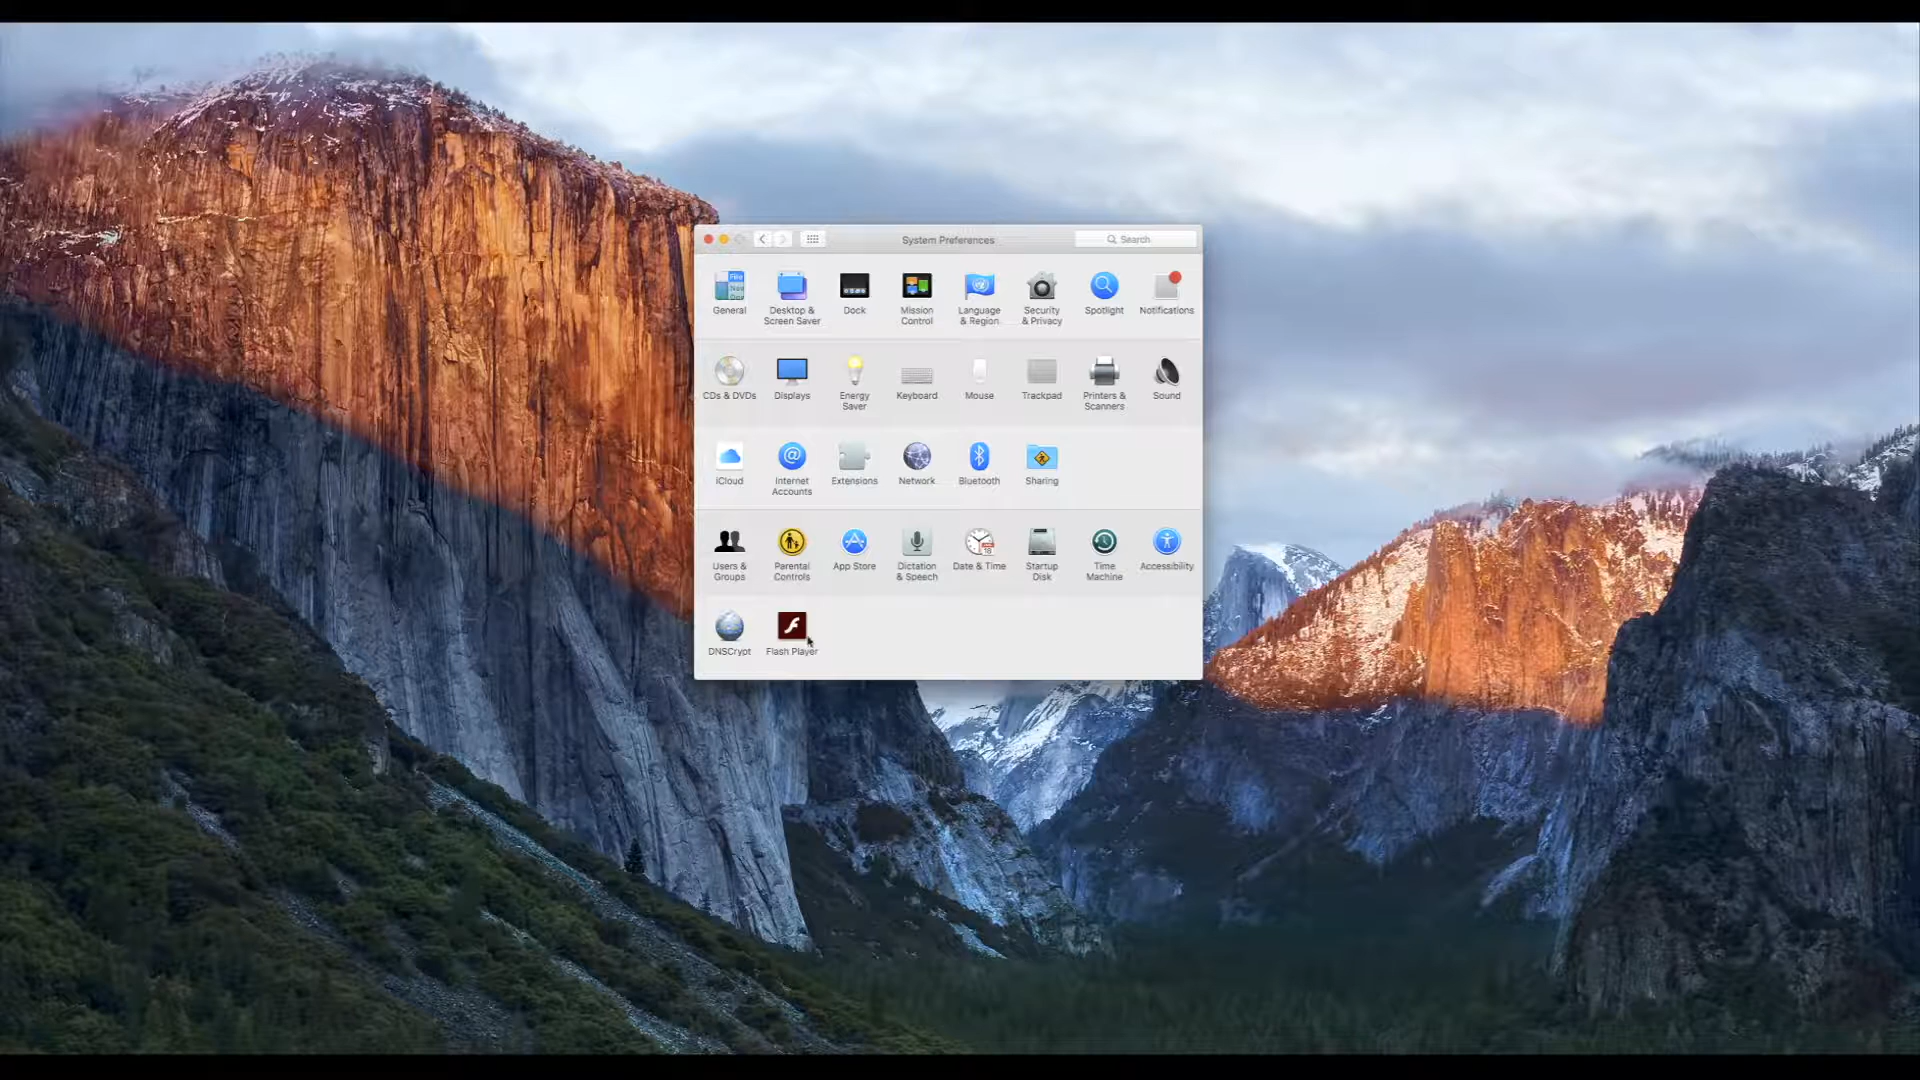 System Preferences
Search
General
Desktop &
Screen Saver
Dock
Mission
Control
Language
& Region
Security
& Privacy
Spotlight
Notifications
CDs & DVDs
Displays
Energy
Saver
Keyboard
Mouse
Trackpad
Printers &
Scanners
Sound
iCloud
Internet
Accounts
Extensions
Network
Bluetooth
Sharing
Users &
Groups
Parental
Controls
App Store
Dictation
& Speech
Date & Time
Startup
Disk
Time
Machine
Accessibility
DNSCrypt
Flash Player